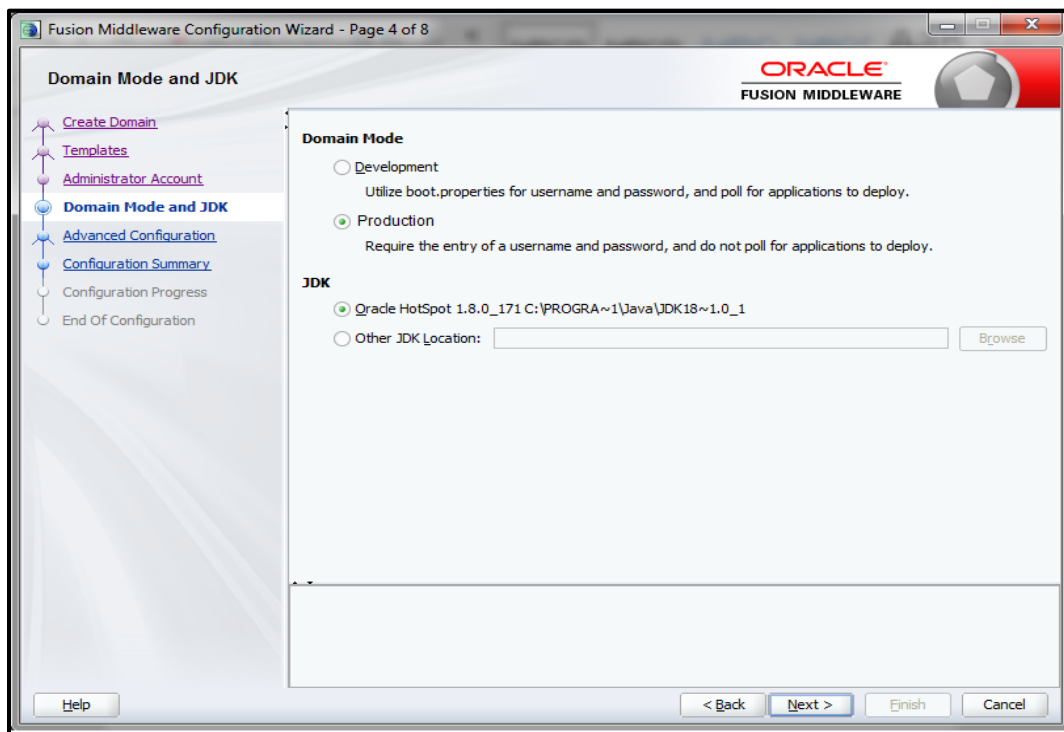 Fusion Middleware Configuration Wizard - Page 4 of 8
Domain Mode and JDK
ORACLE
FUSION MIDDLEWARE
Create Domain
Templates
Administrator Account
Domain Mode and JDK
Advanced Configuration
Configuration Summary
Configuration Progress
End Of Configuration
Domain Mode
Development
Utilize boot.properties for username and password, and poll for applications to deploy.
Production
Require the entry of a username and password, and do not poll for applications to deploy.
JDK
Oracle HotSpot 1.8.0_171 C:\PROGRA~1\Java\JDK18~1.0_1
Other JDK Location: Browse
Help < Back Next > Finish Cancel